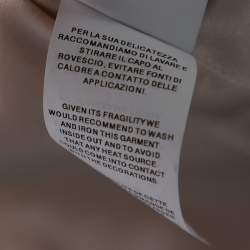 PER LA SUA DELICATEZZA
RACCOMANDIAMO DI LAVARE E
STIRARE IL CAPO AL
ROVESCIO, EVITARE FONTI DI
CALORE A CONTATTO DELLE
APPLICAZIONI.
GIVEN ITS FRAGILITY WE
WOULD RECOMMEND TO WASH
AND IRON THIS GARMENT
INSIDE OUT AND TO AVOID
THAT ANY HEAT SOURCE
COULD COME INTO CONTACT